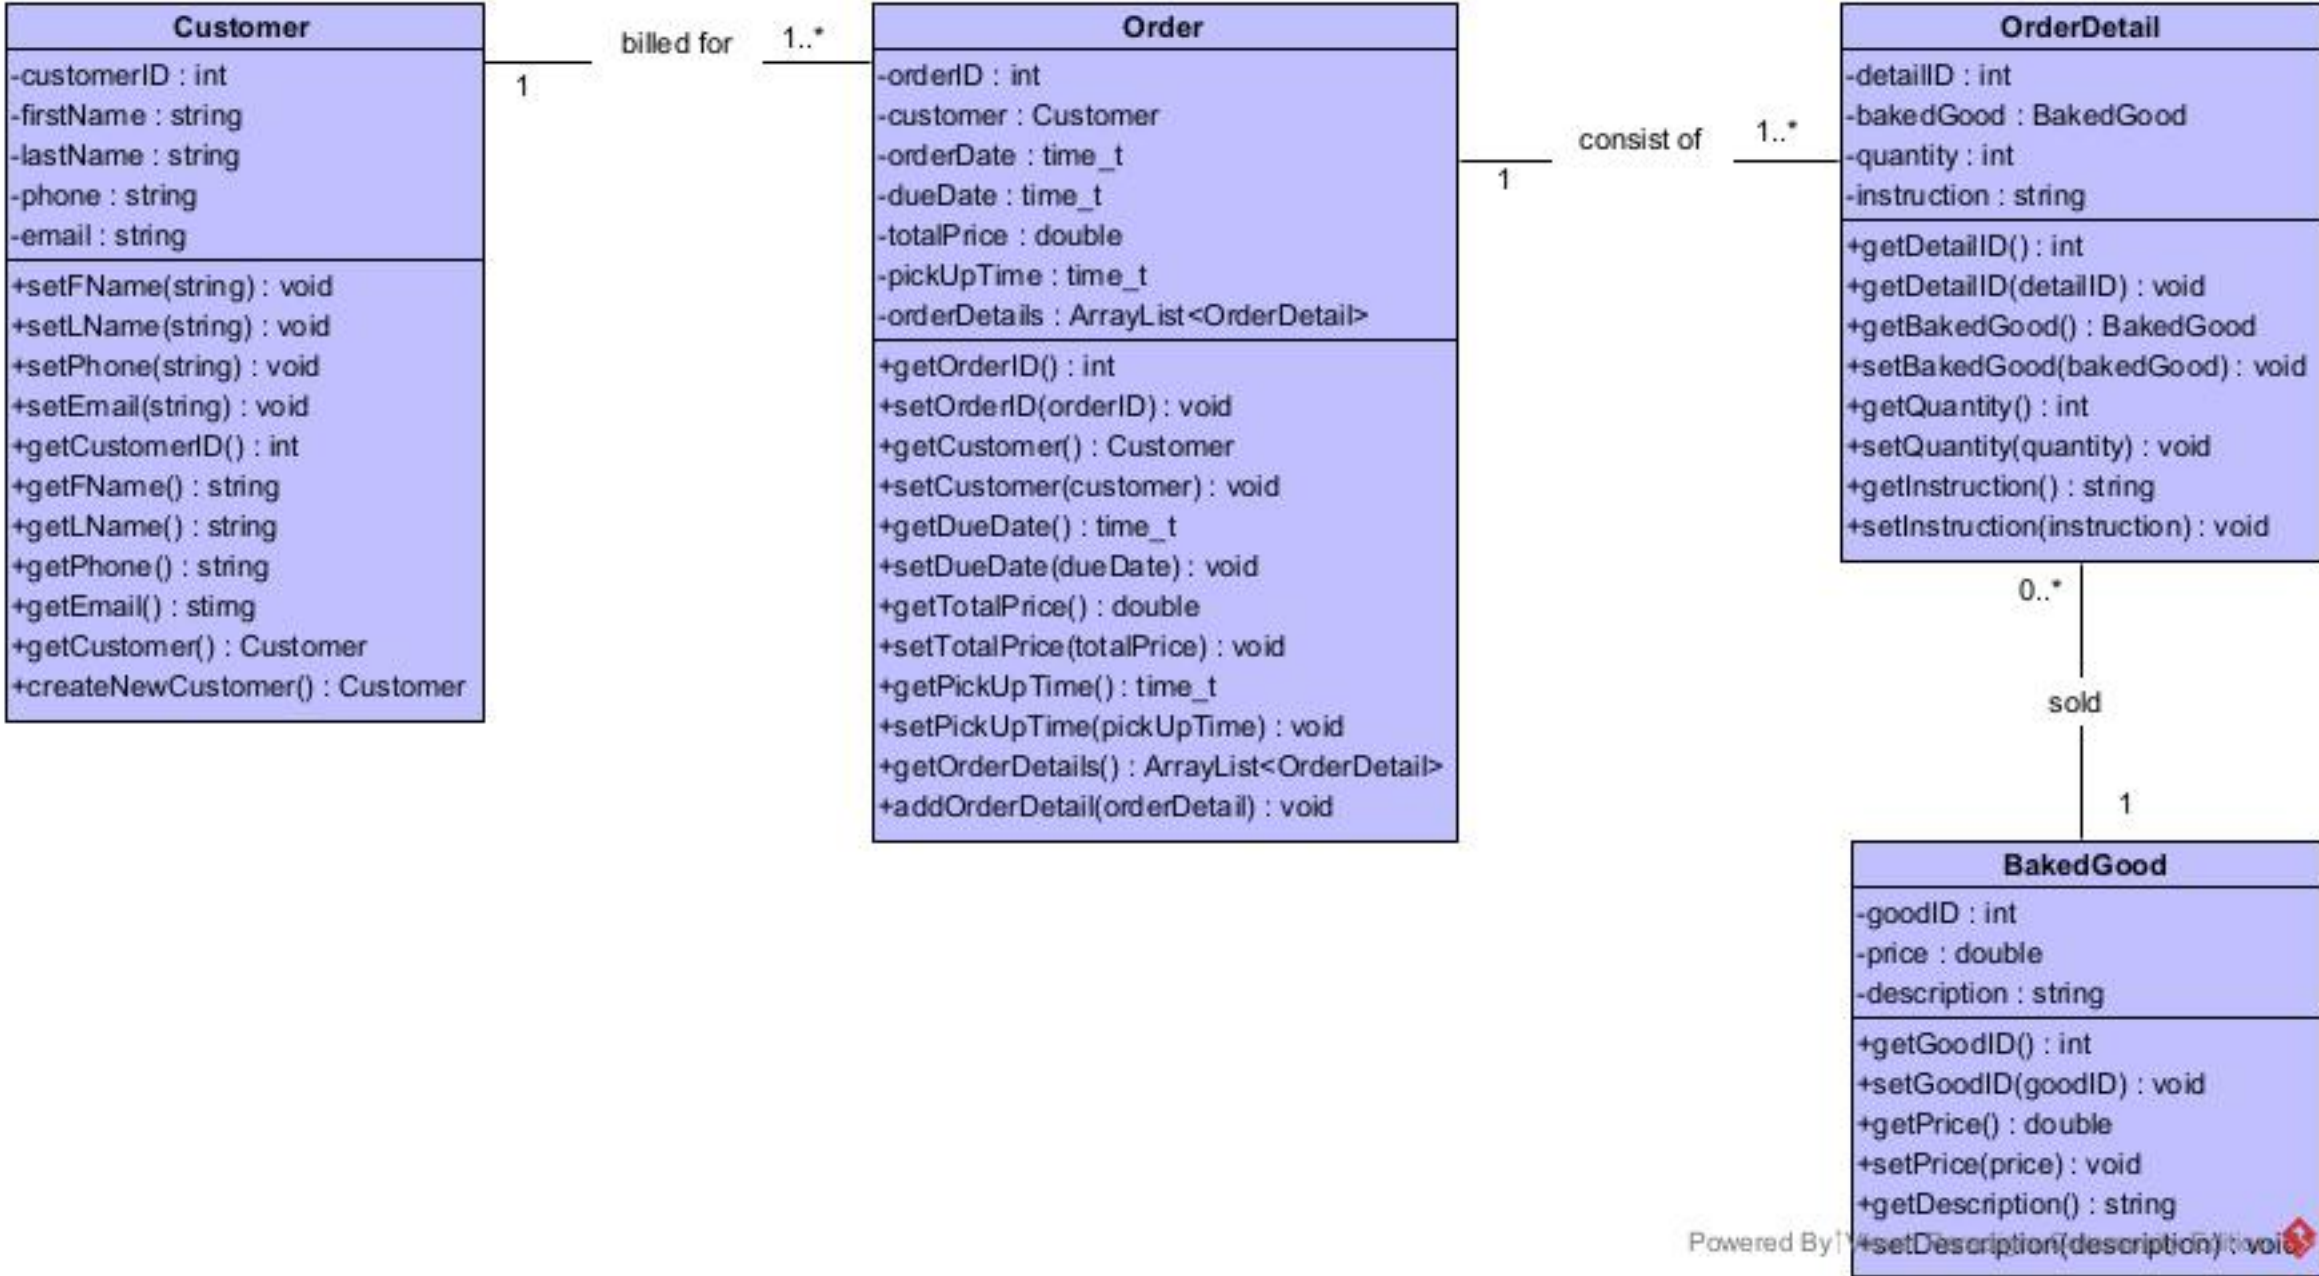 Customer
-customerID : int
-firstName : string
-lastName : string
-phone : string
-email : string
+setFName(string) : void
+setLName(string) : void
+setPhone(string) : void
+setEmail(string) : void
+getCustomerID() : int
+getFName() : string
+getLName() : string
+getPhone() : string
+getEmail() : stirng
+getCustomer() : Customer
+createNewCustomer() : Customer
1
billed for
1..*
Order
-orderID : int
-customer : Customer
-orderDate : time_t
-dueDate : time_t
-totalPrice : double
-pickUpTime : time_t
-orderDetails : ArrayList<OrderDetail>
+getOrderID() : int
+setOrderID(orderID) : void
+getCustomer() : Customer
+setCustomer(customer) : void
+getDueDate() : time_t
+setDueDate(dueDate) : void
+getTotalPrice() : double
+setTotalPrice(totalPrice) : void
+getPickUpTime() : time_t
+setPickUpTime(pickUpTime) : void
+getOrderDetails() : ArrayList<OrderDetail>
+addOrderDetail(orderDetail) : void
1
consist of
1..*
OrderDetail
-detailID : int
-bakedGood : BakedGood
-quantity : int
-instruction : string
+getDetailID() : int
+getDetailID(detailID) : void
+getBakedGood() : BakedGood
+setBakedGood(bakedGood) : void
+getQuantity() : int
+setQuantity(quantity) : void
+getInstruction() : string
+setInstruction(instruction) : void
0..*
sold
1
BakedGood
-goodID : int
-price : double
-description : string
+getGoodID() : int
+setGoodID(goodID) : void
+getPrice() : double
+setPrice(price) : void
+getDescription() : string
+setDescription(description) : void
Powered By